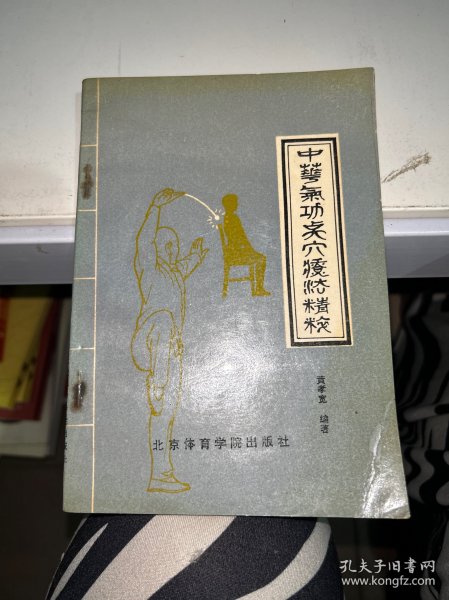 中華氣功点穴療法精粹
黄孝宽 编著
北京体育学院出版社
孔夫子旧书网
www.kongfz.com